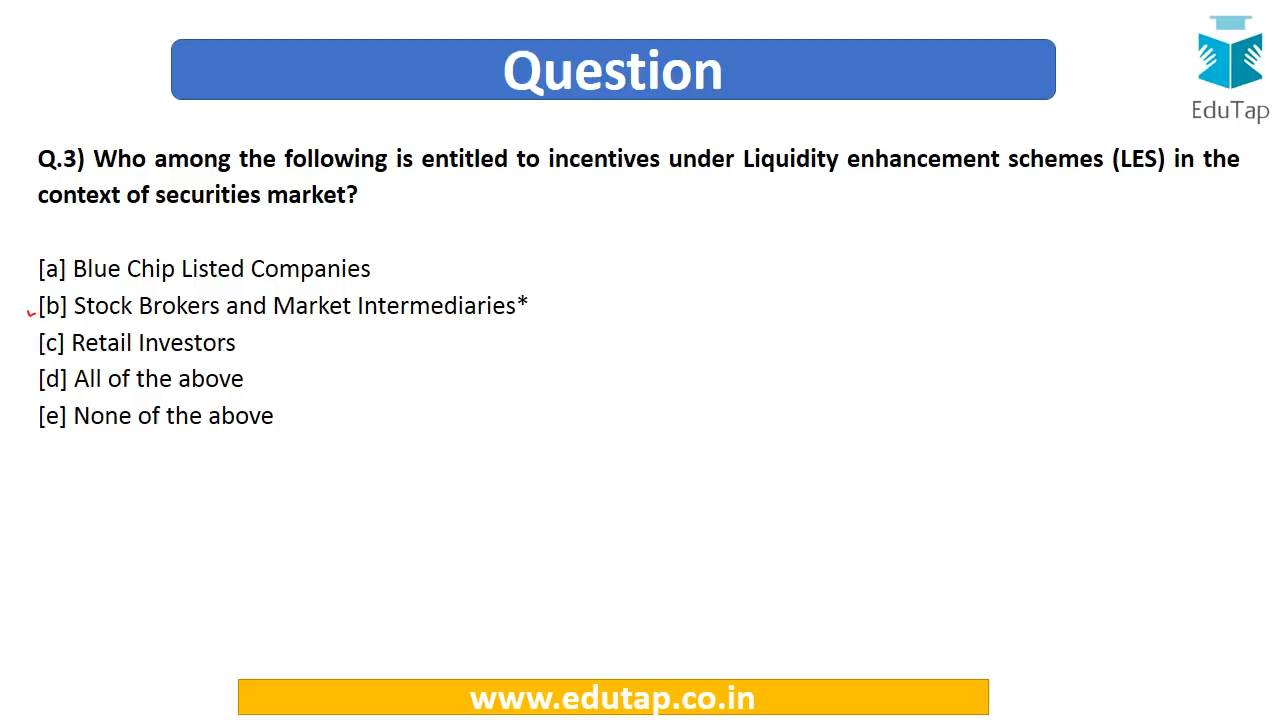 Question
EduTap
Q.3) Who among the following is entitled to incentives under Liquidity enhancement schemes (LES) in the
context of securities market?
[a] Blue Chip Listed Companies
[b] Stock Brokers and Market Intermediaries*
[c] Retail Investors
[d] All of the above
[e] None of the above
www.edutap.co.in